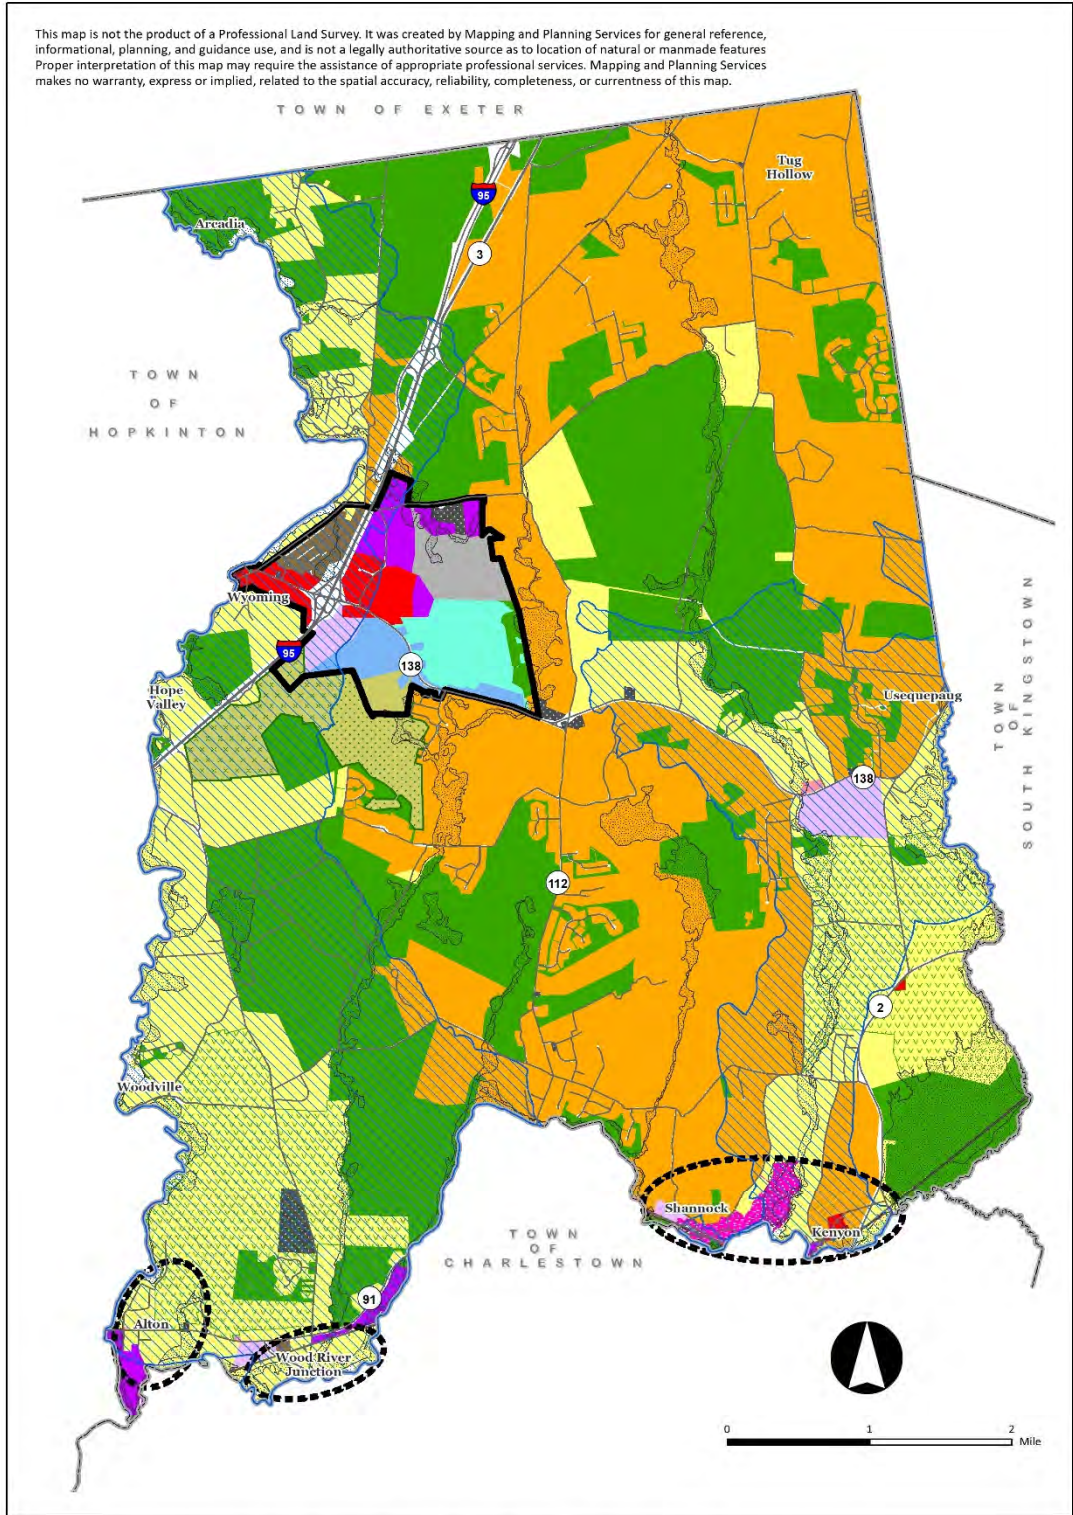 This map is not the product of a Professional Land Survey. It was created by Mapping and Planning Services for general reference,
informational, planning, and guidance use, and is not a legally authoritative source as to location of natural or manmade features
Proper interpretation of this map may require the assistance of appropriate professional services. Mapping and Planning Services
makes no warranty, express or implied, related to the spatial accuracy, reliability, completeness, or currentness of this map.
TOWN OF EXETER
Tug
Hollow
95
Arcadia
3
TOWN
OF
HOPKINTON
Wyoming
95
138
Hope
Valley
Usequepaug
TOWN
OF
SOUTH KINGSTOWN
138
112
2
Woodville
Shannock
Kenyon
TOWN
OF
CHARLESTOWN
91
Alton
Wood River
Junction
0 1 2
Mile